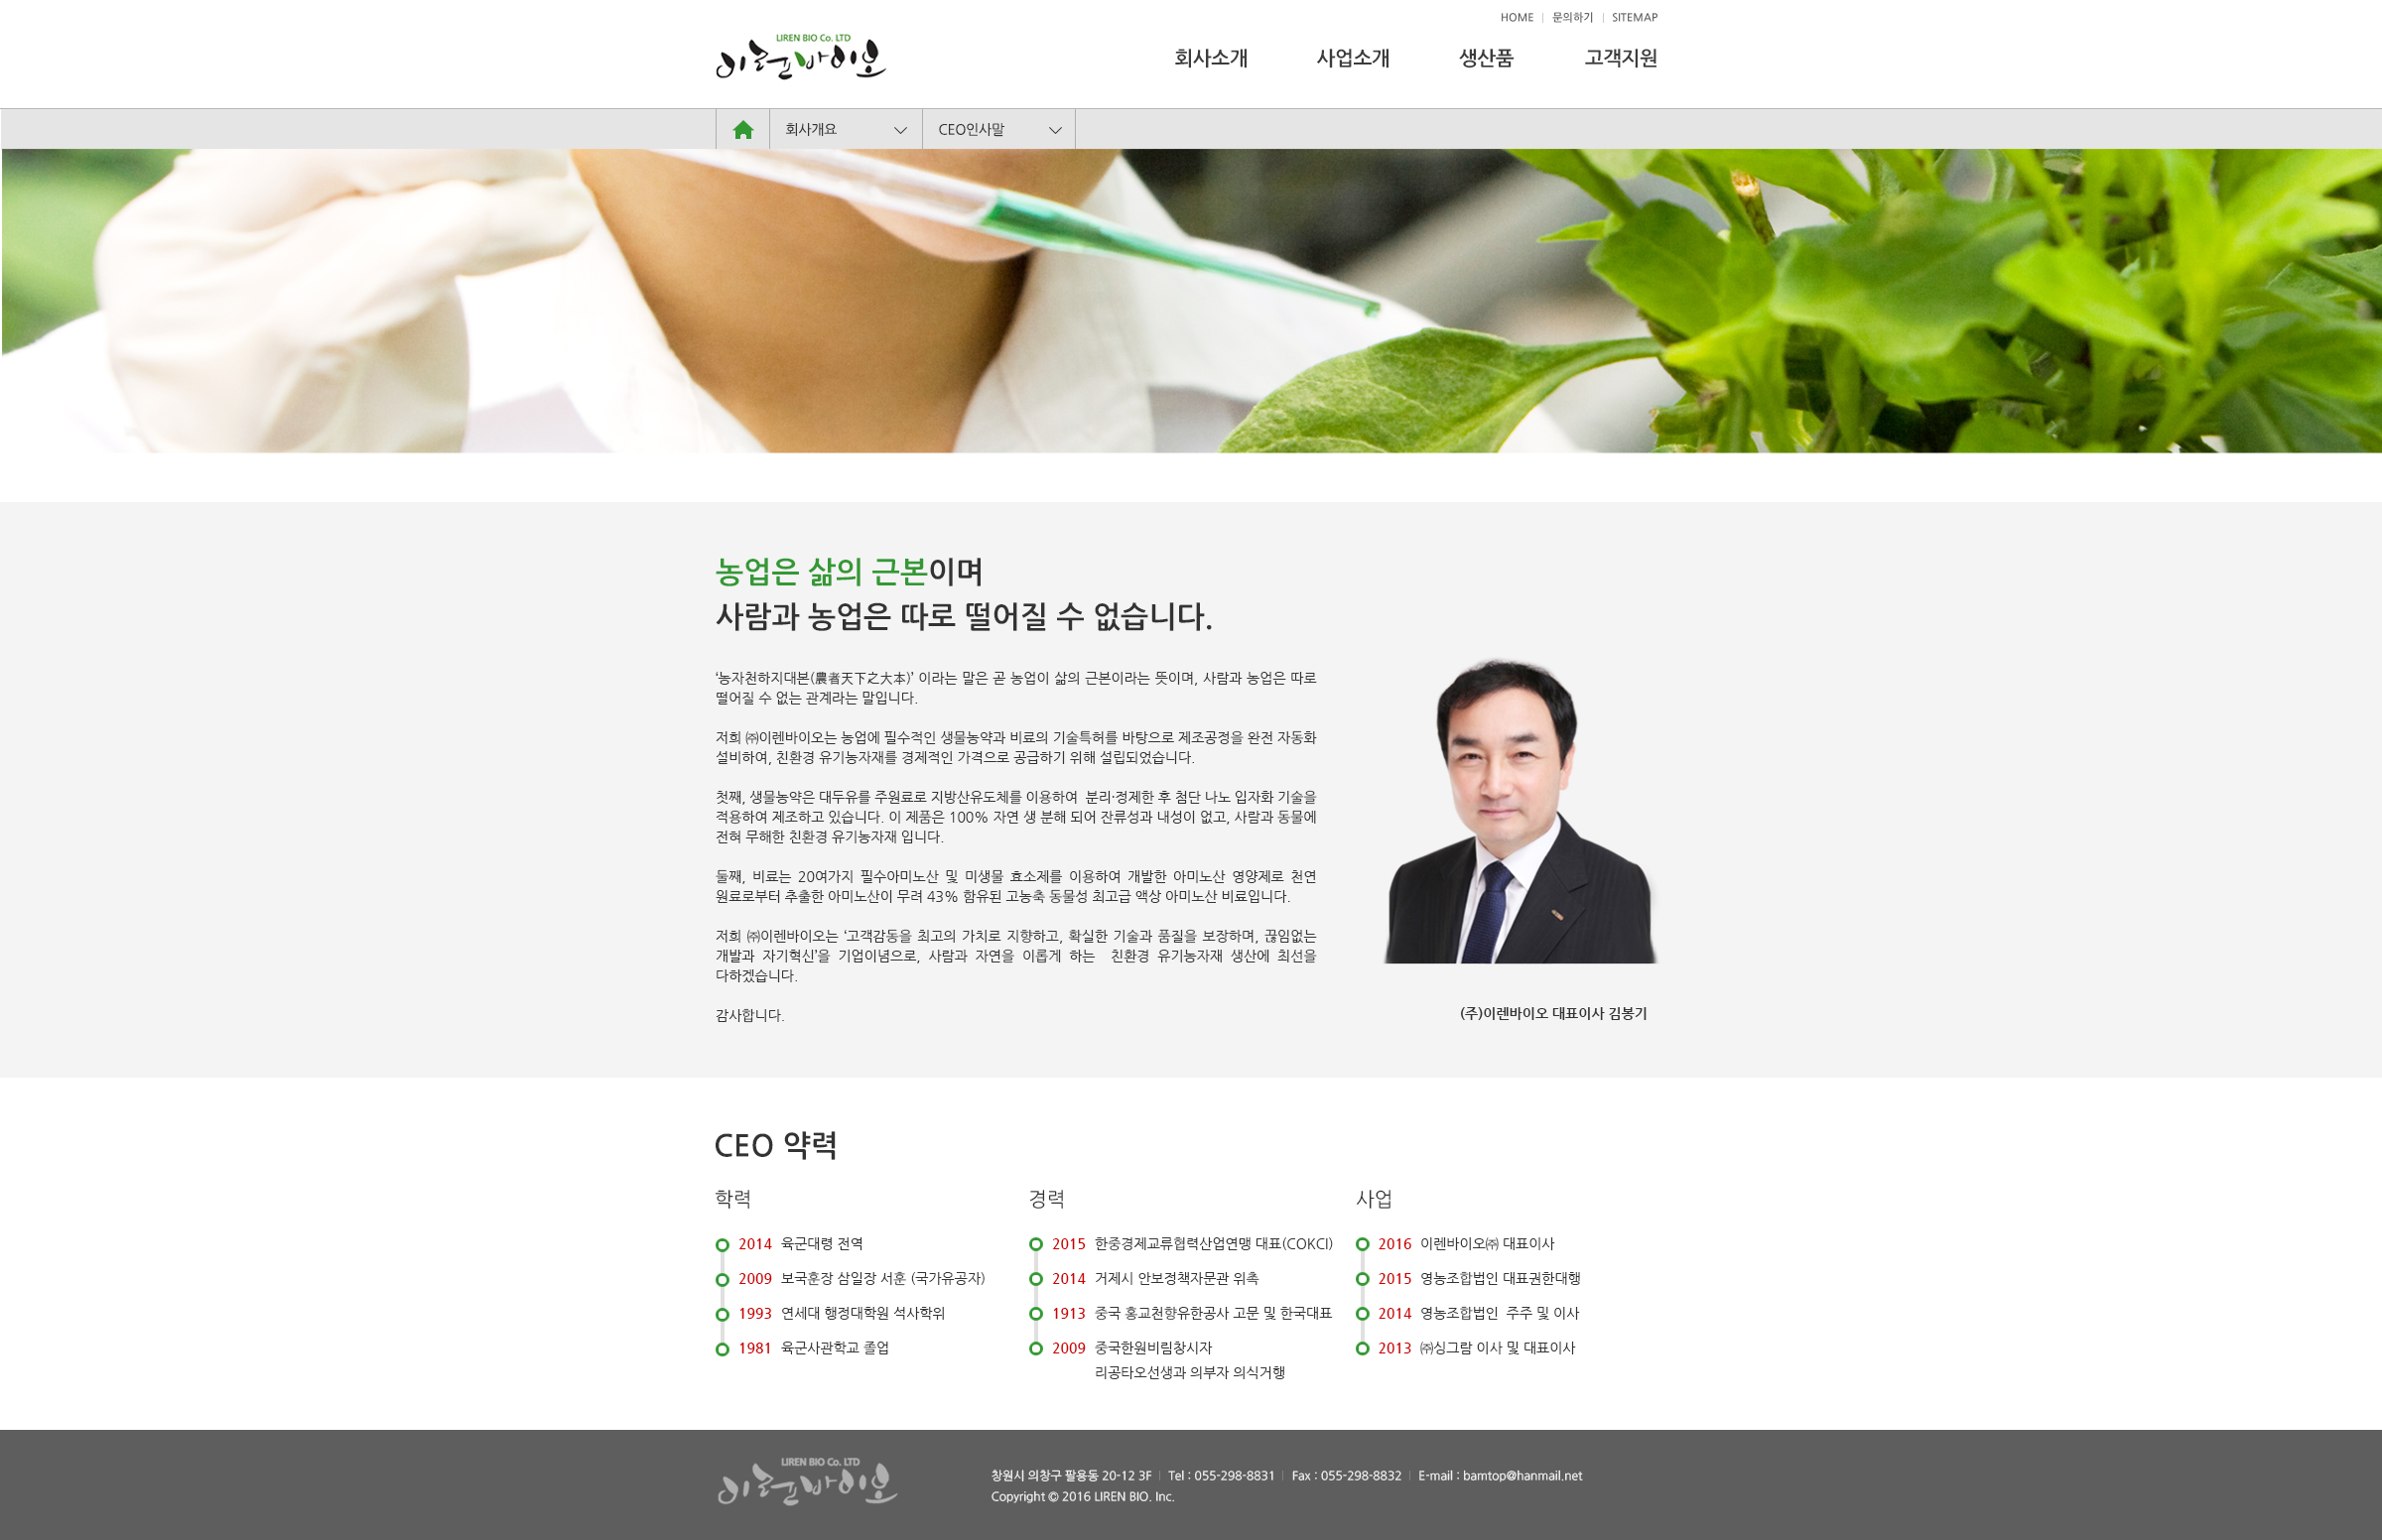 HOME 문의하기 SITEMAP
LIREN BIO Co. LTD
이렌바이오
회사소개 사업소개 생산품 고객지원
회사개요 CEO인사말
농업은 삶의 근본이며
사람과 농업은 따로 떨어질 수 없습니다.
‘농자천하지대본(農者天下之大本)’ 이라는 말은 곧 농업이 삶의 근본이라는 뜻이며, 사람과 농업은 따로
떨어질 수 없는 관계라는 말입니다.
저희 ㈜이렌바이오는 농업에 필수적인 생물농약과 비료의 기술특허를 바탕으로 제조공정을 완전 자동화
설비하여, 친환경 유기농자재를 경제적인 가격으로 공급하기 위해 설립되었습니다.
첫째, 생물농약은 대두유를 주원료로 지방산유도체를 이용하여 분리·정제한 후 첨단 나노 입자화 기술을
적용하여 제조하고 있습니다. 이 제품은 100% 자연 생 분해 되어 잔류성과 내성이 없고, 사람과 동물에
전혀 무해한 친환경 유기농자재 입니다.
둘째, 비료는 20여가지 필수아미노산 및 미생물 효소제를 이용하여 개발한 아미노산 영양제로 천연
원료로부터 추출한 아미노산이 무려 43% 함유된 고농축 동물성 최고급 액상 아미노산 비료입니다.
저희 ㈜이렌바이오는 ‘고객감동을 최고의 가치로 지향하고, 확실한 기술과 품질을 보장하며, 끊임없는
개발과 자기혁신’을 기업이념으로, 사람과 자연을 이롭게 하는 친환경 유기농자재 생산에 최선을
다하겠습니다.
감사합니다.
(주)이렌바이오 대표이사 김봉기
CEO 약력
학력
2014 육군대령 전역
2009 보국훈장 삼일장 서훈 (국가유공자)
1993 연세대 행정대학원 석사학위
1981 육군사관학교 졸업
경력
2015 한중경제교류협력산업연맹 대표(COKCI)
2014 거제시 안보정책자문관 위촉
1913 중국 홍교천향유한공사 고문 및 한국대표
2009 중국한원비림창시자
리공타오선생과 의부자 의식거행
사업
2016 이렌바이오㈜ 대표이사
2015 영농조합법인 대표권한대행
2014 영농조합법인 주주 및 이사
2013 ㈜싱그람 이사 및 대표이사
LIREN BIO Co. LTD
이렌바이오
창원시 의창구 팔용동 20-12 3F Tel : 055-298-8831 Fax : 055-298-8832 E-mail : bamtop@hanmail.net
Copyright © 2016 LIREN BIO. Inc.